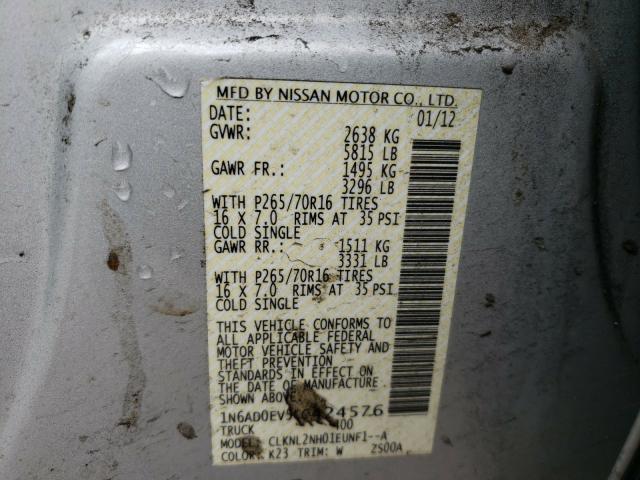 MFD BY NISSAN MOTOR CO., LTD.
DATE: 01/12
GVWR: 2638 KG
5815 LB
GAWR FR.: 1495 KG
3296 LB
WITH P265/70R16 TIRES
16 X 7.0 RIMS AT 35 PSI
COLD SINGLE
GAWR RR.: 1511 KG
3331 LB
WITH P265/70R16 TIRES
16 X 7.0 RIMS AT 35 PSI
COLD SINGLE
THIS VEHICLE CONFORMS TO
ALL APPLICABLE FEDERAL
MOTOR VEHICLE SAFETY AND
THEFT PREVENTION
STANDARDS IN EFFECT ON
THE DATE OF MANUFACTURE
SHOWN ABOVE.
TRUCK
MODEL: CLKNL2NH01EUNF1--A
COLOR: K23 TRIM: W 2S00A